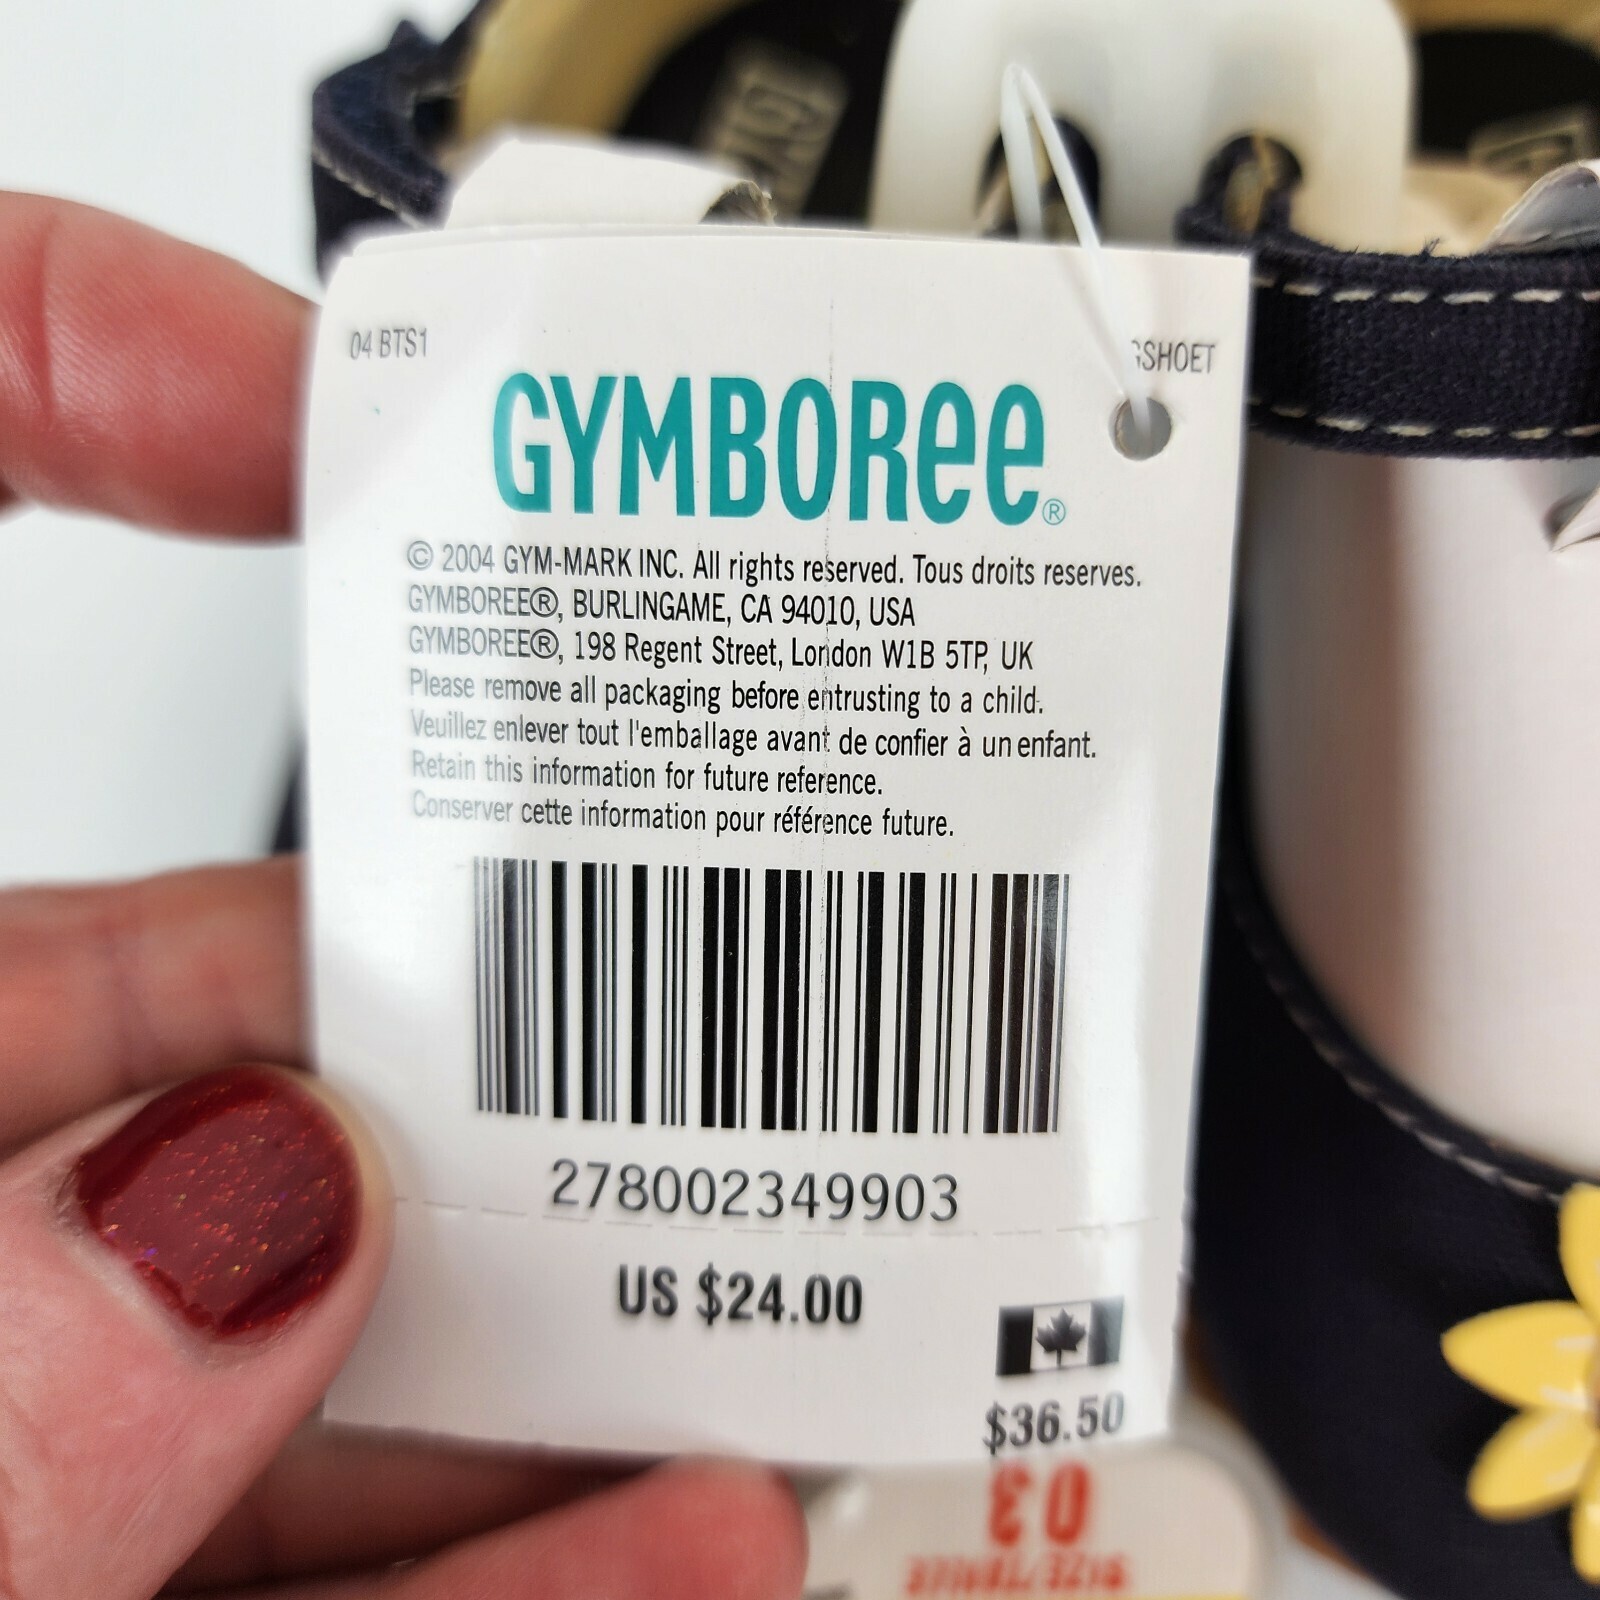 04 BTS1
GSHOET
GYMBOREE®
© 2004 GYM-MARK INC. All rights reserved. Tous droits reserves.
GYMBOREE®, BURLINGAME, CA 94010, USA
GYMBOREE®, 198 Regent Street, London W1B 5TP, UK
Please remove all packaging before entrusting to a child.
Veuillez enlever tout l'emballage avant de confier à un enfant.
Retain this information for future reference.
Conserver cette information pour référence future.
278002349903
US $24.00
$36.50
03